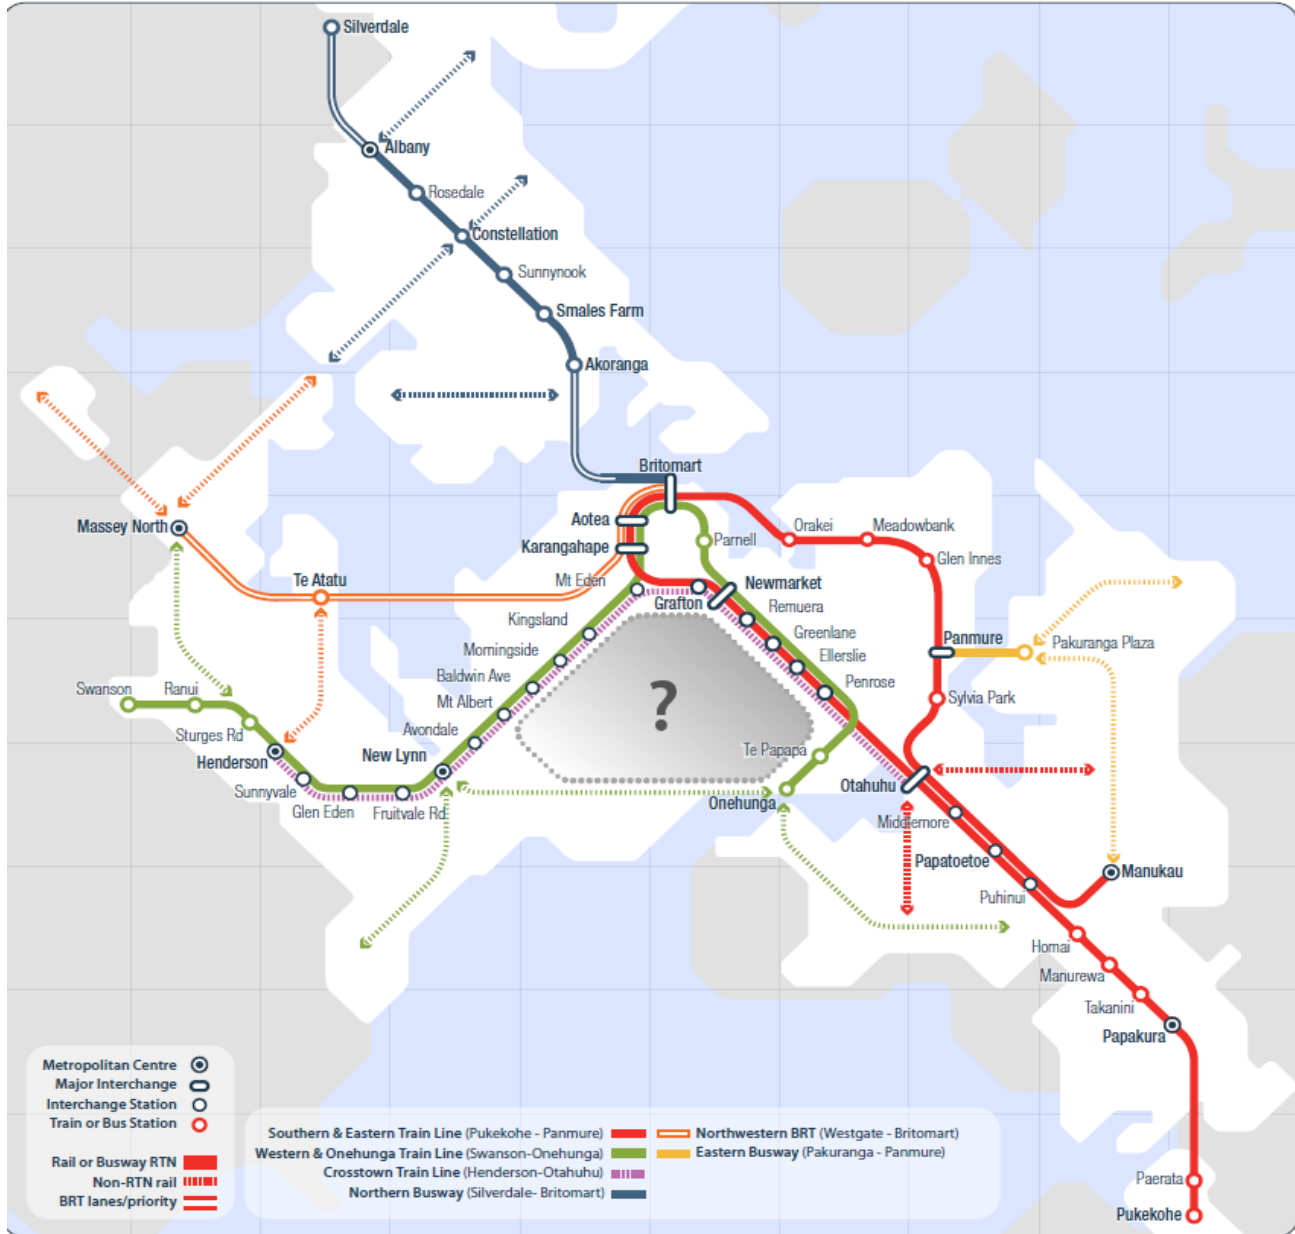 Silverdale
Albany
Rosedale
Constellation
Sunnynook
Smales Farm
Akoranga
Britomart
Aotea
Karangahape
Mt Eden
Parnell
Orakei
Meadowbank
Glen Innes
Massey North
Te Atatu
Newmarket
Grafton
Remuera
Kingsland
Greenlane
Morningside
Ellerslie
Panmure
Pakuranga Plaza
Baldwin Ave
Penrose
Mt Albert
Sylvia Park
Swanson
Ranui
?
Sturges Rd
Avondale
Henderson
New Lynn
Te Papapa
Sunnyvale
Otahuhu
Glen Eden
Fruitvale Rd
Onehunga
Middlemore
Papatoetoe
Manukau
Puhinui
Homai
Manurewa
Takanini
Papakura
Paerata
Pukekohe
Metropolitan Centre
Major Interchange
Interchange Station
Train or Bus Station
Rail or Busway RTN
Non-RTN rail
BRT lanes/priority
Southern & Eastern Train Line (Pukekohe - Panmure)
Western & Onehunga Train Line (Swanson-Onehunga)
Crosstown Train Line (Henderson-Otahuhu)
Northern Busway (Silverdale- Britomart)
Northwestern BRT (Westgate - Britomart)
Eastern Busway (Pakuranga - Panmure)